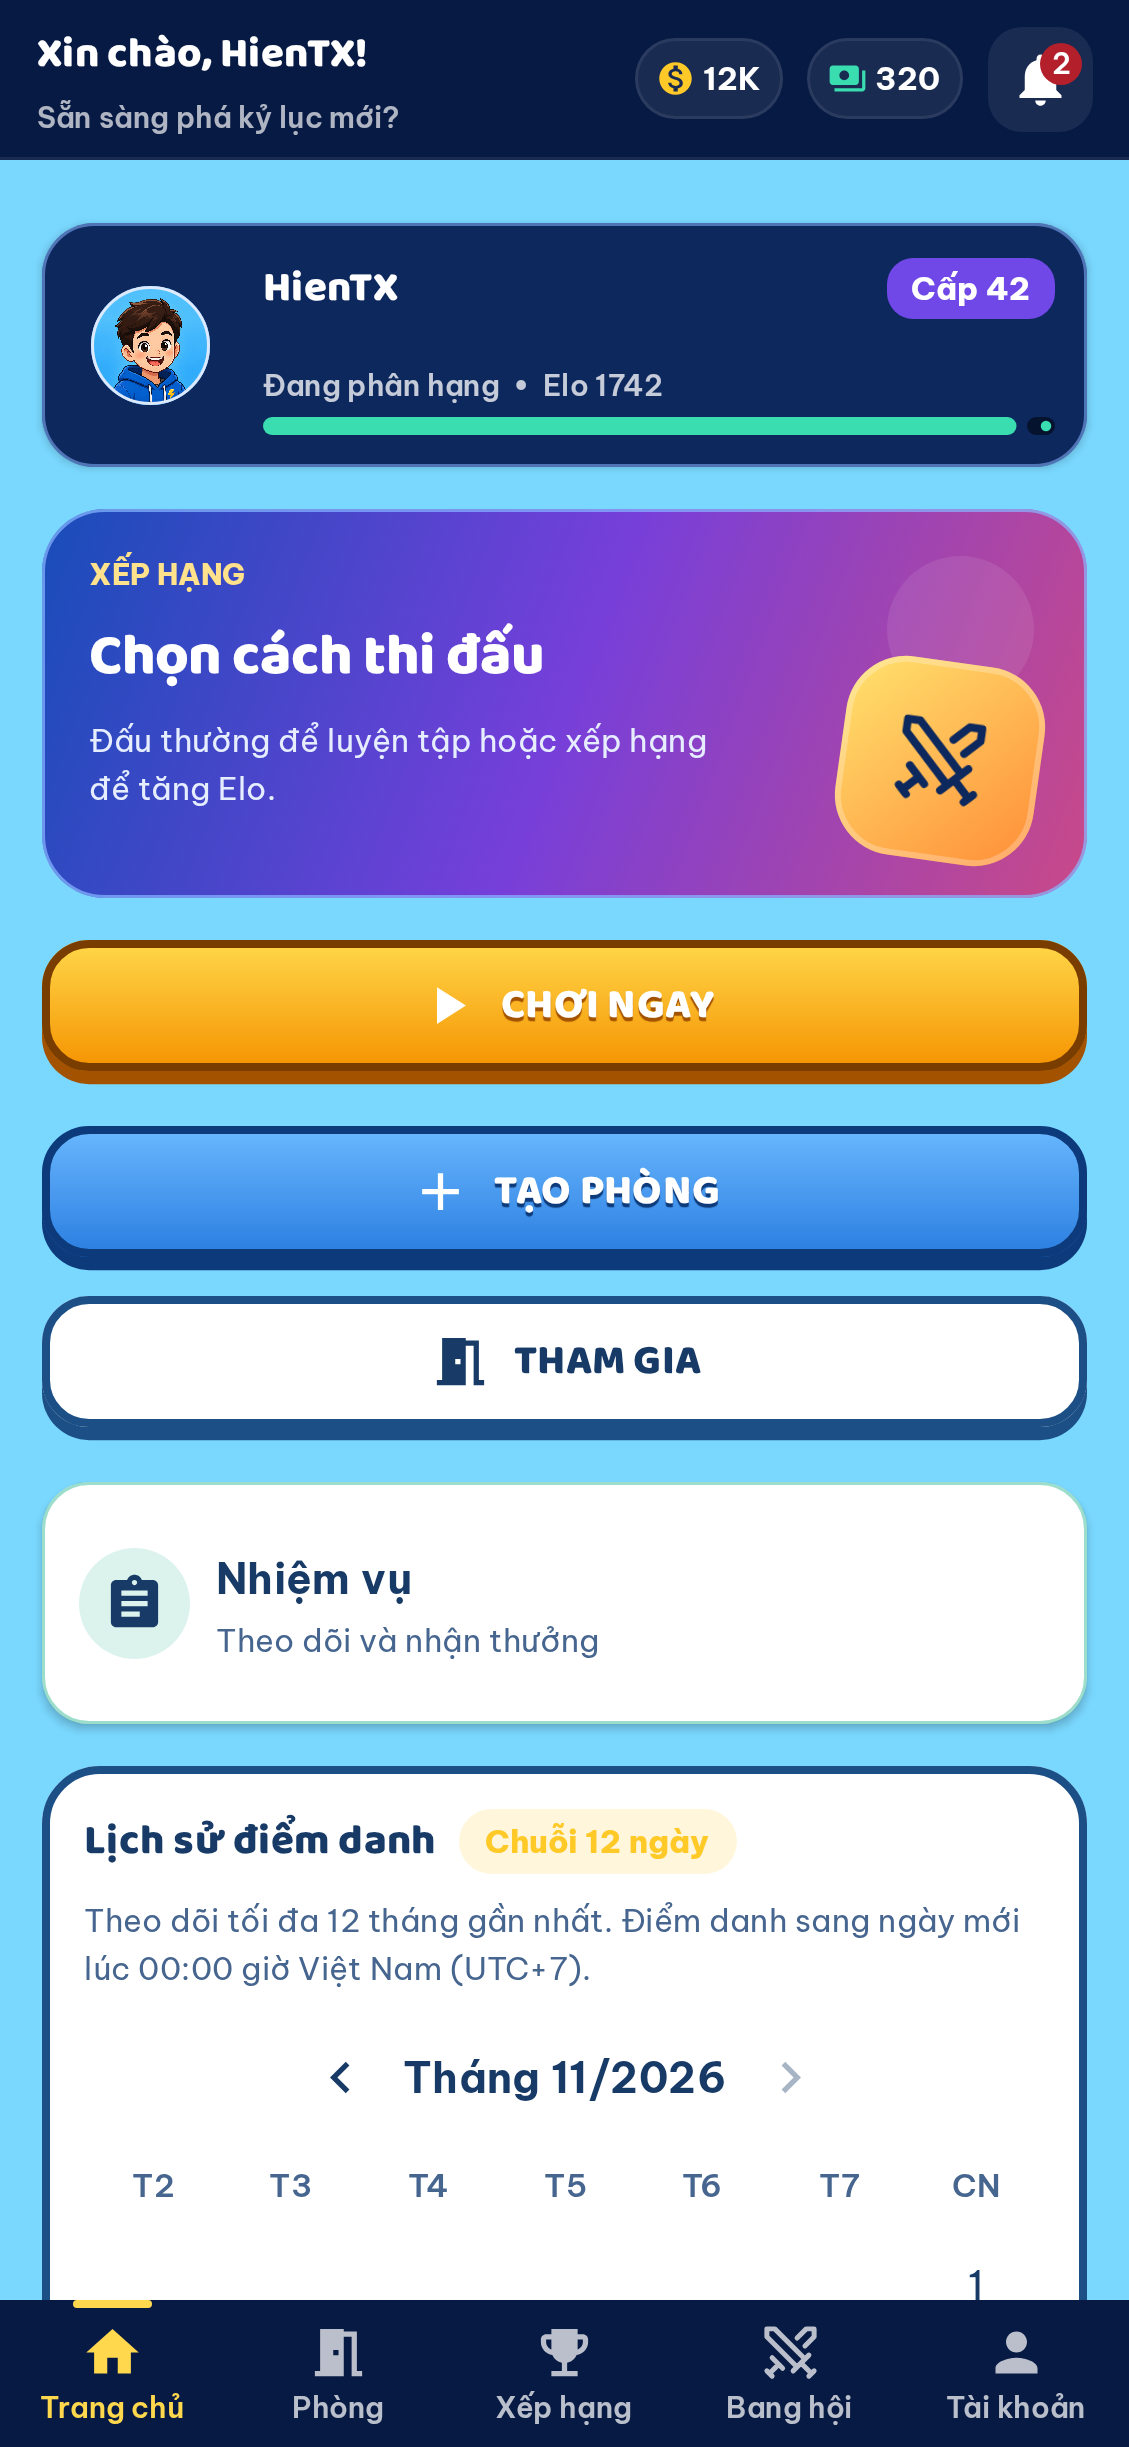 Xin chào, HienTX!
Sẵn sàng phá kỷ lục mới?
12K
320
2
HienTX
Cấp 42
Đang phân hạng • Elo 1742
XẾP HẠNG
Chọn cách thi đấu
Đấu thường để luyện tập hoặc xếp hạng
để tăng Elo.
CHƠI NGAY
TẠO PHÒNG
THAM GIA
Nhiệm vụ
Theo dõi và nhận thưởng
Lịch sử điểm danh
Chuỗi 12 ngày
Theo dõi tối đa 12 tháng gần nhất. Điểm danh sang ngày mới
lúc 00:00 giờ Việt Nam (UTC+7).
Tháng 11/2026
T2 T3 T4 T5 T6 T7 CN
1
Trang chủ
Phòng
Xếp hạng
Bang hội
Tài khoản